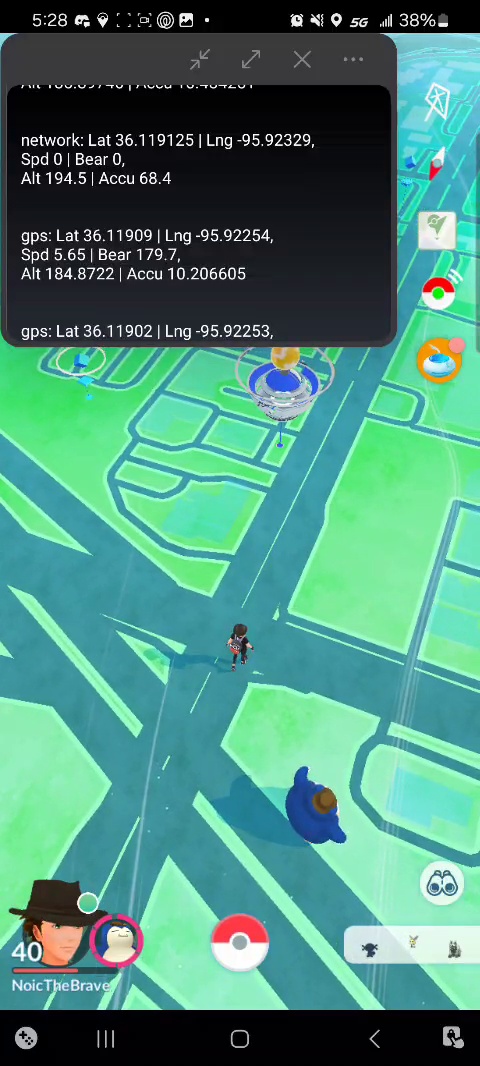 5:28
5G
38%
network: Lat 36.119125 | Lng -95.92329,
Spd 0 | Bear 0,
Alt 194.5 | Accu 68.4
gps: Lat 36.11909 | Lng -95.92254,
Spd 5.65 | Bear 179.7,
Alt 184.8722 | Accu 10.206605
gps: Lat 36.11902 | Lng -95.92253,
40
NoicTheBrave